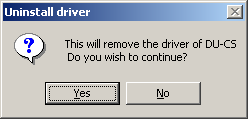 Uninstall driver
This will remove the driver of DU-CS
Do you wish to continue?
Yes
No